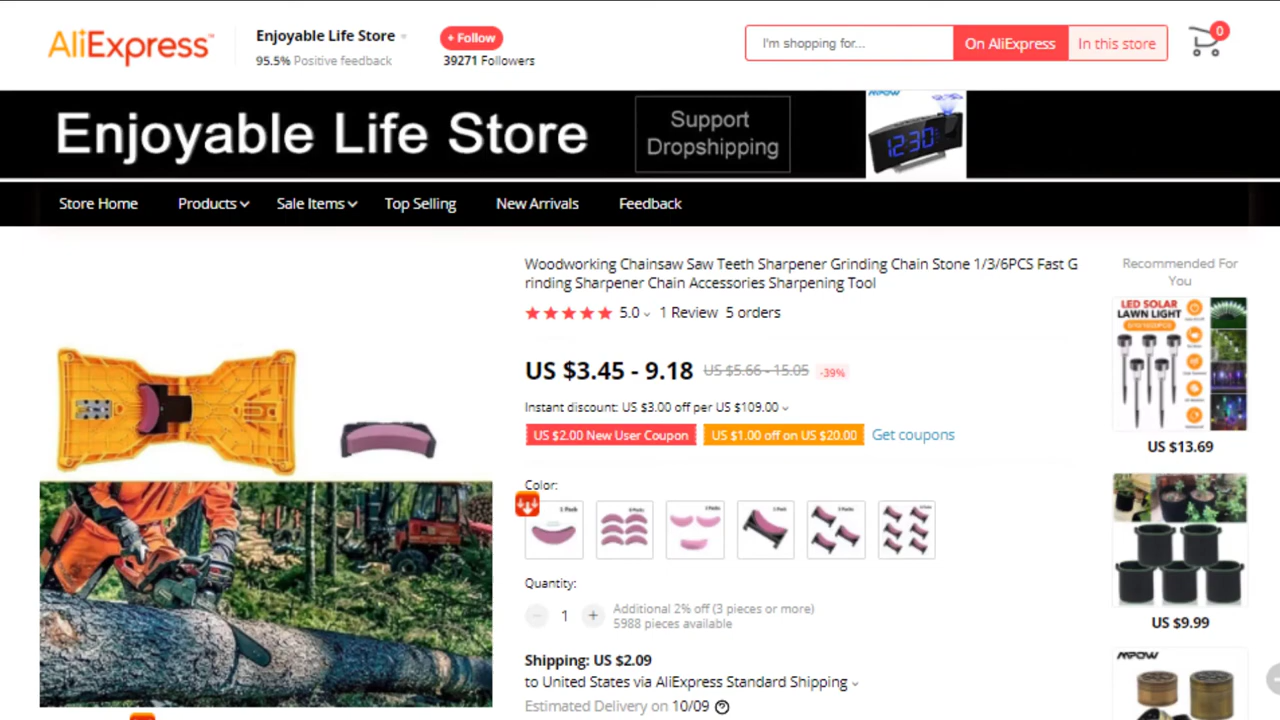 AliExpress™
Enjoyable Life Store
95.5% Positive feedback
+ Follow
39271 Followers
I'm shopping for...
On AliExpress
In this store
0
Enjoyable Life Store
Support
Dropshipping
MPOW
12:30
Store Home
Products
Sale Items
Top Selling
New Arrivals
Feedback
Woodworking Chainsaw Saw Teeth Sharpener Grinding Chain Stone 1/3/6PCS Fast G
rinding Sharpener Chain Accessories Sharpening Tool
5.0
1 Review
5 orders
US $3.45 - 9.18
US $5.66 - 15.05
-39%
Instant discount: US $3.00 off per US $109.00
US $2.00 New User Coupon
US $1.00 off on US $20.00
Get coupons
Color:
Quantity:
1
Additional 2% off (3 pieces or more)
5988 pieces available
Shipping: US $2.09
to United States via AliExpress Standard Shipping
Estimated Delivery on 10/09
Recommended For
You
LED SOLAR
LAWN LIGHT
US $13.69
US $9.99
MPOW